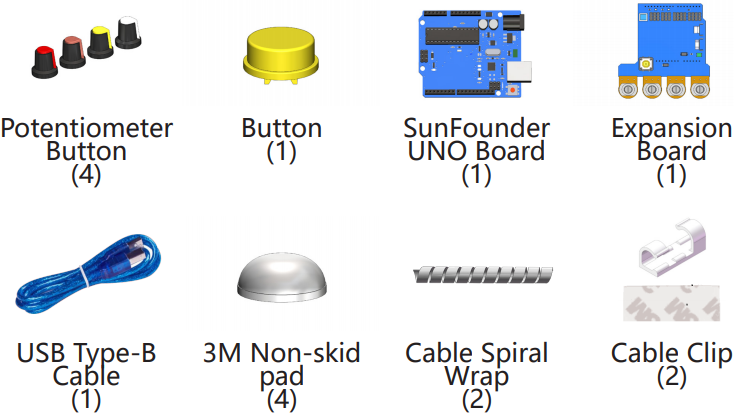 Potentiometer
Button
(4)
Button
(1)
SunFounder
UNO Board
(1)
Expansion
Board
(1)
USB Type-B
Cable
(1)
3M Non-skid
pad
(4)
Cable Spiral
Wrap
(2)
Cable Clip
(2)